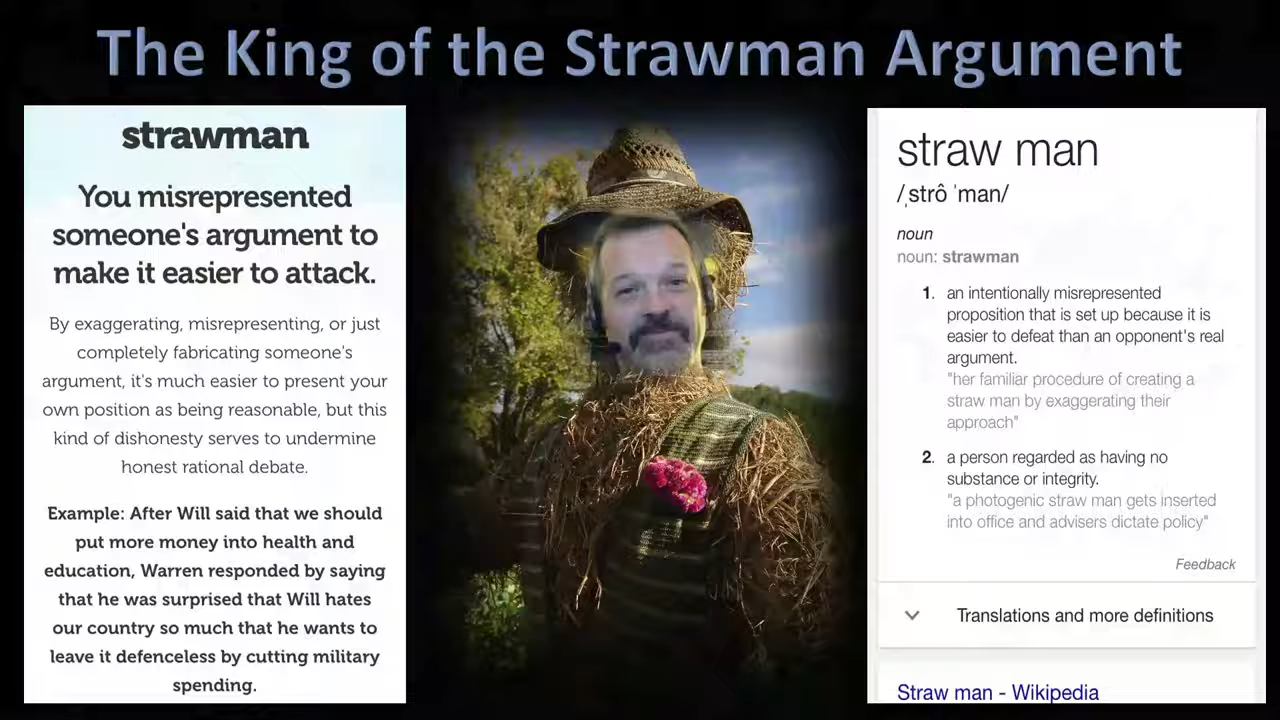 The King of the Strawman Argument
strawman
You misrepresented
someone's argument to
make it easier to attack.
By exaggerating, misrepresenting, or just
completely fabricating someone's
argument, it's much easier to present your
own position as being reasonable, but this
kind of dishonesty serves to undermine
honest rational debate.
Example: After Will said that we should
put more money into health and
education, Warren responded by saying
that he was surprised that Will hates
our country so much that he wants to
leave it defenceless by cutting military
spending.
straw man
/ˌstrô ˈman/
noun
noun: strawman
1. an intentionally misrepresented
proposition that is set up because it is
easier to defeat than an opponent's real
argument.
"her familiar procedure of creating a
straw man by exaggerating their
approach"
2. a person regarded as having no
substance or integrity.
"a photogenic straw man gets inserted
into office and advisers dictate policy"
Feedback
Translations and more definitions
Straw man - Wikipedia